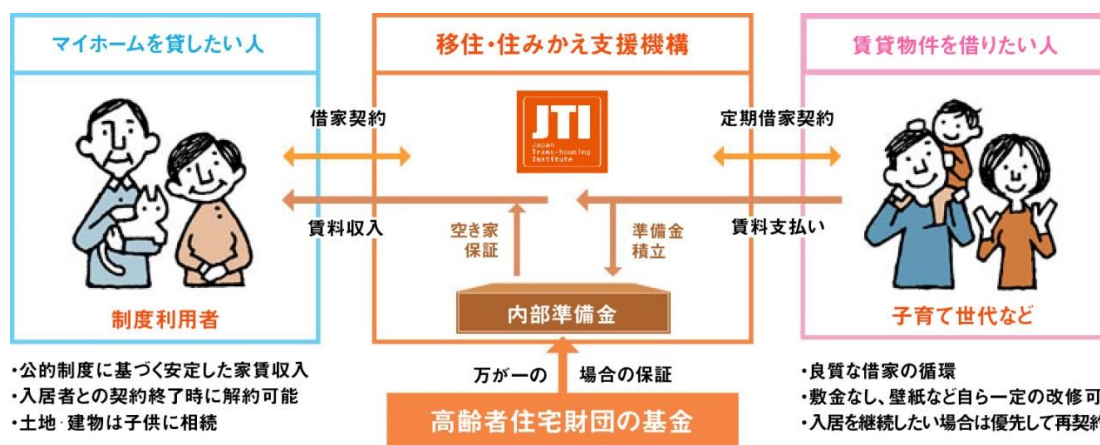 マイホームを貸したい人
制度利用者
・公的制度に基づく安定した家賃収入
・入居者との契約終了時に解約可能
・土地・建物は子供に相続
借家契約
賃料収入
移住・住みかえ支援機構
JTI
Japan
Trans-housing
Institute
空き家
保証
準備金
積立
内部準備金
万が一の 場合の保証
高齢者住宅財団の基金
定期借家契約
賃料支払い
賃貸物件を借りたい人
子育て世代など
・良質な借家の循環
・敷金なし、壁紙など自ら一定の改修可
・入居を継続したい場合は優先して再契約